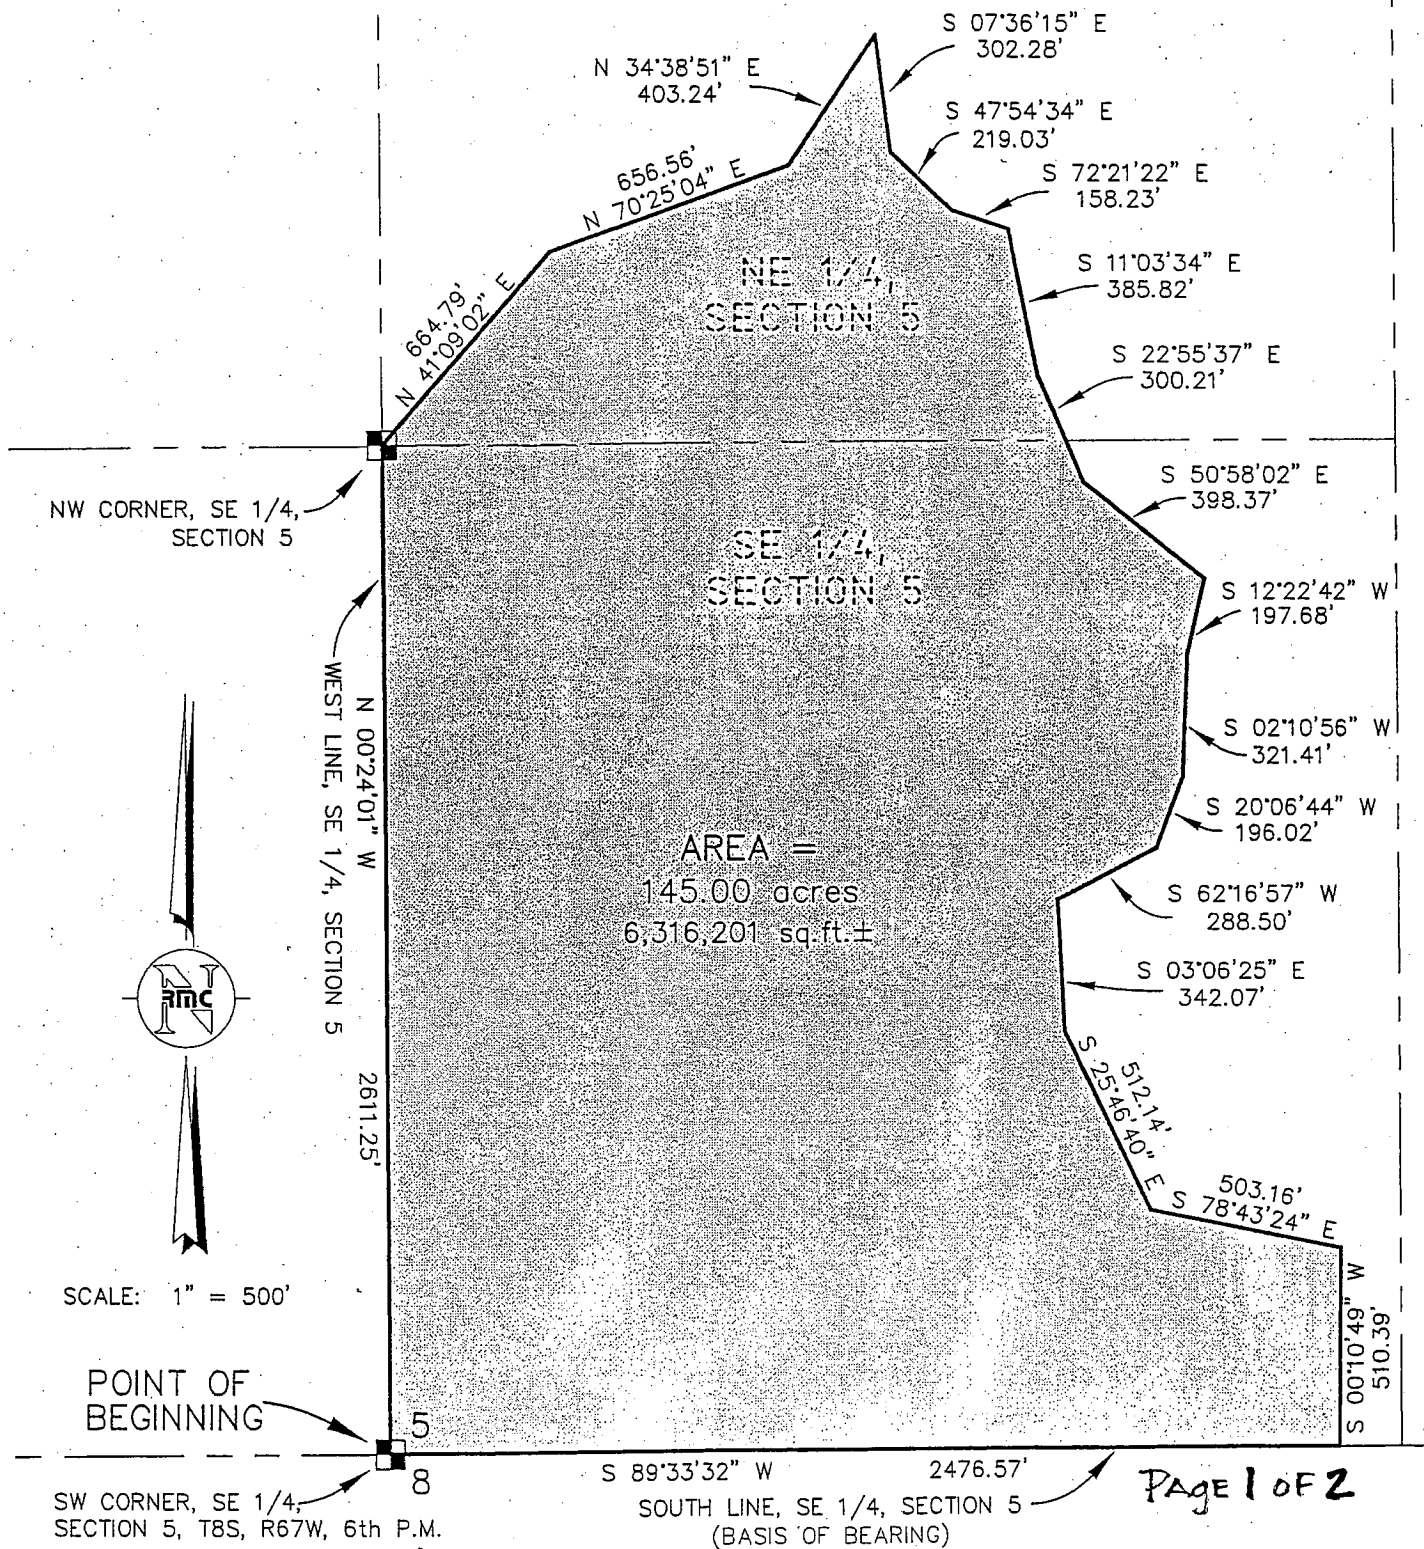 S 07°36'15" E
302.28'
N 34°38'51" E
403.24'
S 47°54'34" E
219.03'
656.56'
N 70°25'04" E
S 72°21'22" E
158.23'
NE 1/4,
SECTION 5
S 11°03'34" E
385.82'
664.79'
N 41°09'02" E
S 22°55'37" E
300.21'
NW CORNER, SE 1/4,
SECTION 5
S 50°58'02" E
398.37'
SE 1/4,
SECTION 5
S 12°22'42" W
197.68'
WEST LINE, SE 1/4, SECTION 5
N 00°24'01" W
2611.25'
S 02°10'56" W
321.41'
S 20°06'44" W
196.02'
AREA =
145.00 acres
6,316,201 sq.ft.±
S 62°16'57" W
288.50'
N
RMC
S 03°06'25" E
342.07'
512.14'
S 25°46'40" E
503.16'
S 78°43'24" E
SCALE: 1" = 500'
S 00°10'49" W
510.39'
POINT OF
BEGINNING
5
8
S 89°33'32" W 2476.57'
SW CORNER, SE 1/4,
SECTION 5, T8S, R67W, 6th P.M.
SOUTH LINE, SE 1/4, SECTION 5
(BASIS OF BEARING)
PAGE 1 OF 2